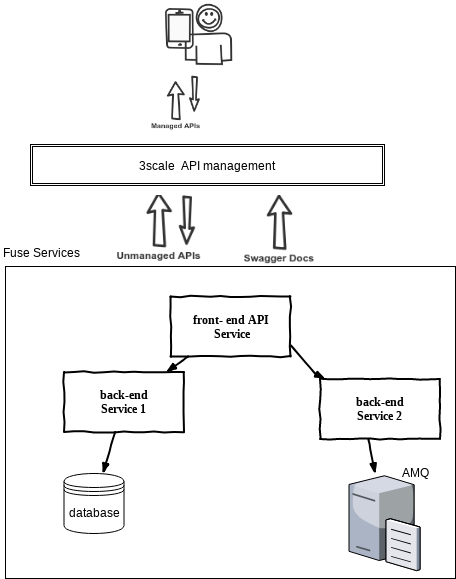 Managed APIs
3scale API management
Unmanaged APIs
Swagger Docs
Fuse Services
front- end API
Service
back-end
Service 1
back-end
Service 2
database
AMQ